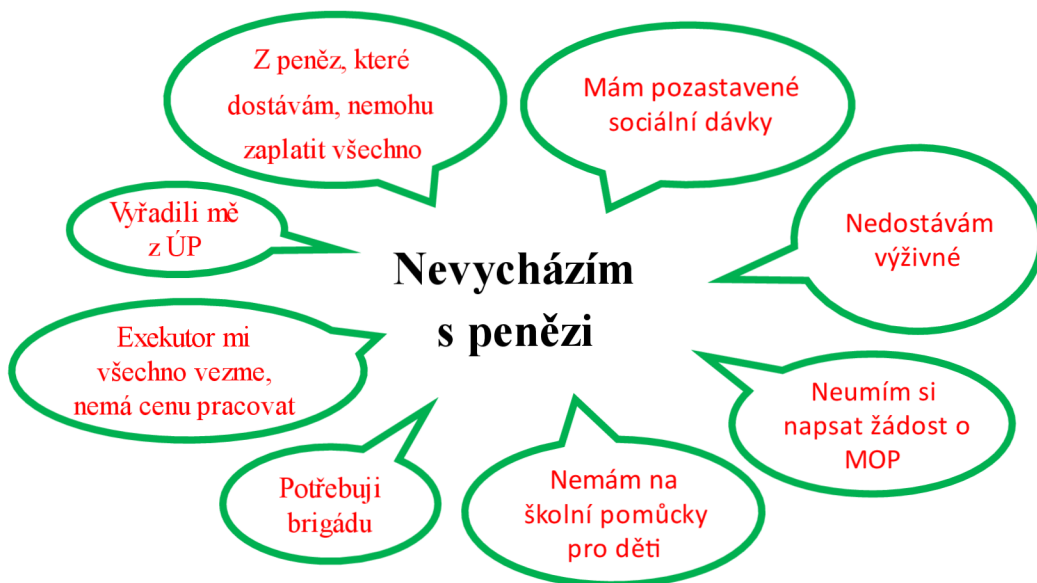 Z peněz, které
dostávám, nemohu
zaplatit všechno
Mám pozastavené
sociální dávky
Vyřadili mě
z ÚP
Nedostávám
výživné
Nevycházím
s penězi
Exekutor mi
všechno vezme,
nemá cenu pracovat
Neumím si
napsat žádost o
MOP
Potřebuji
brigádu
Nemám na
školní pomůcky
pro děti